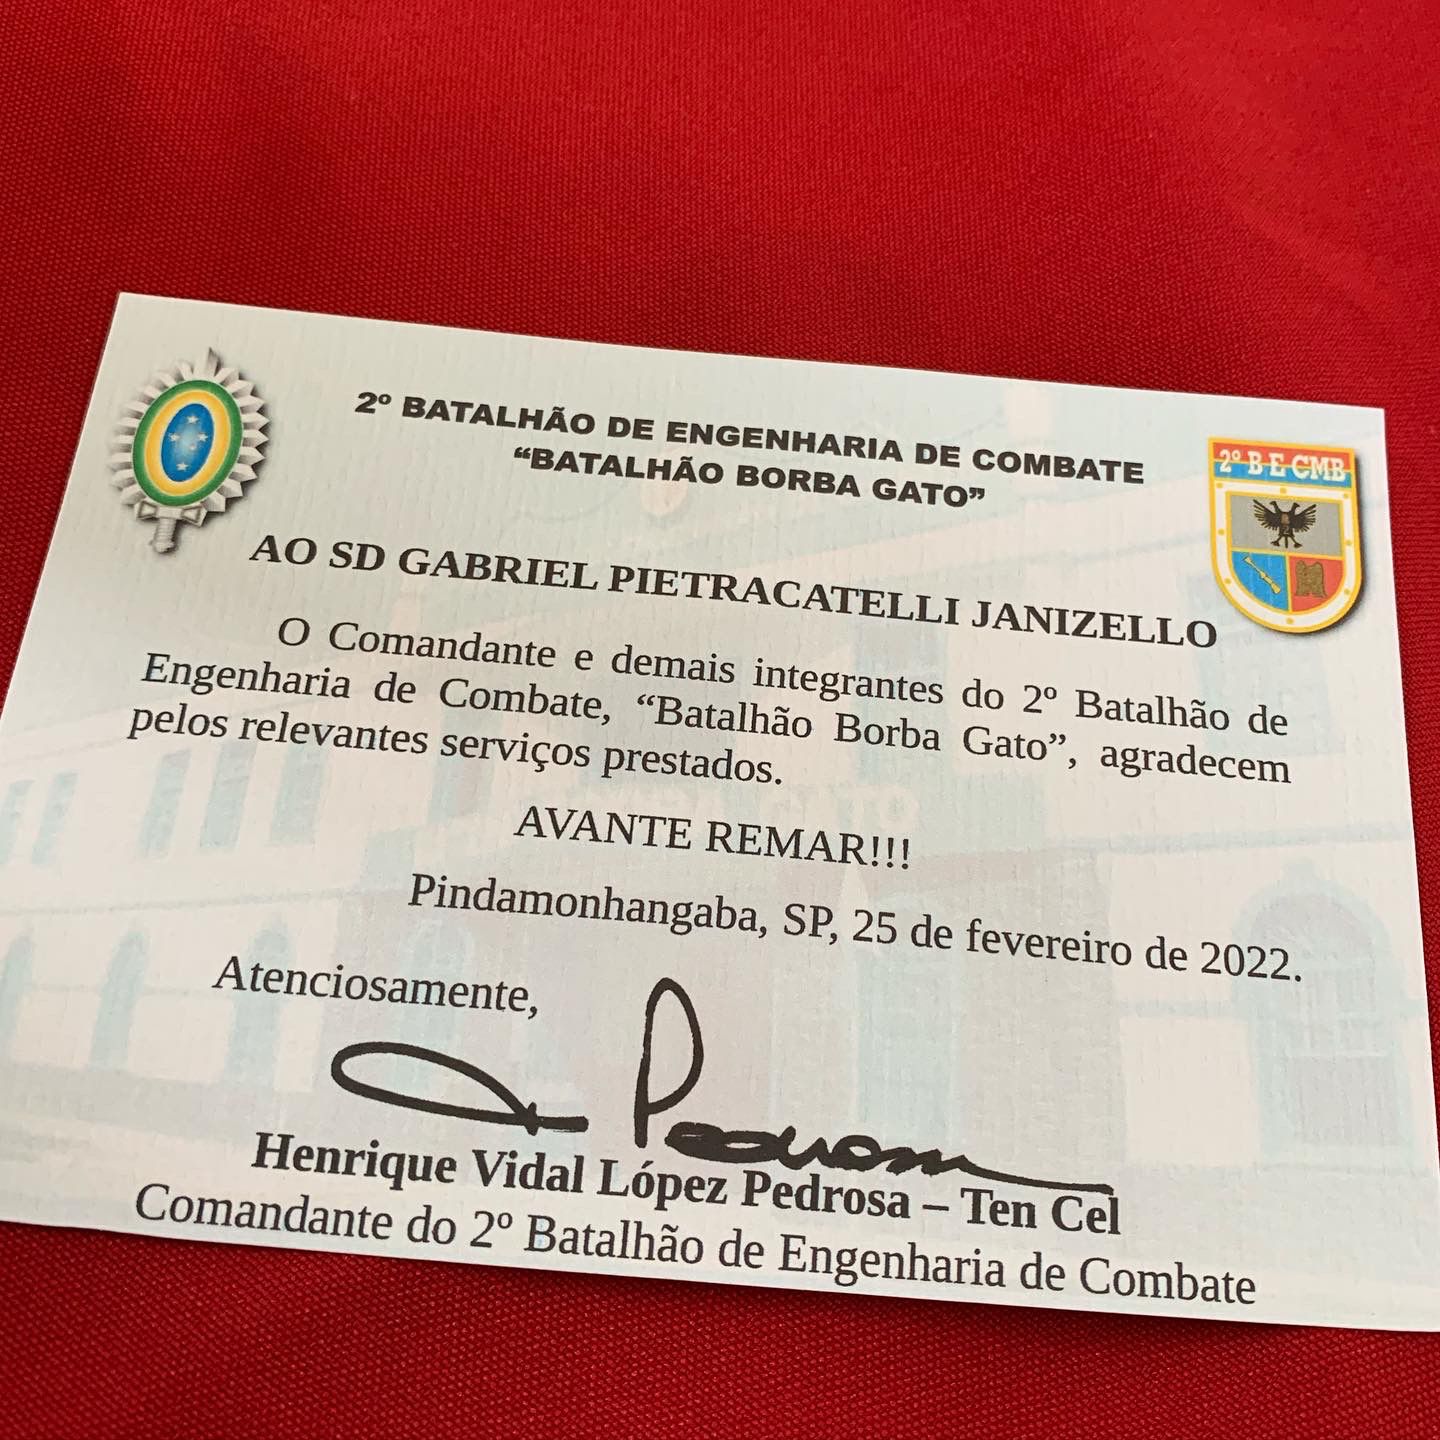 2º BATALHÃO DE ENGENHARIA DE COMBATE
“BATALHÃO BORBA GATO”
2º B E CMB
AO SD GABRIEL PIETRACATELLI JANIZELLO
O Comandante e demais integrantes do 2º Batalhão de
Engenharia de Combate, “Batalhão Borba Gato”, agradecem
pelos relevantes serviços prestados.
AVANTE REMAR!!!
Pindamonhangaba, SP, 25 de fevereiro de 2022.
Atenciosamente,
Pedrosa
Henrique Vidal López Pedrosa – Ten Cel
Comandante do 2º Batalhão de Engenharia de Combate